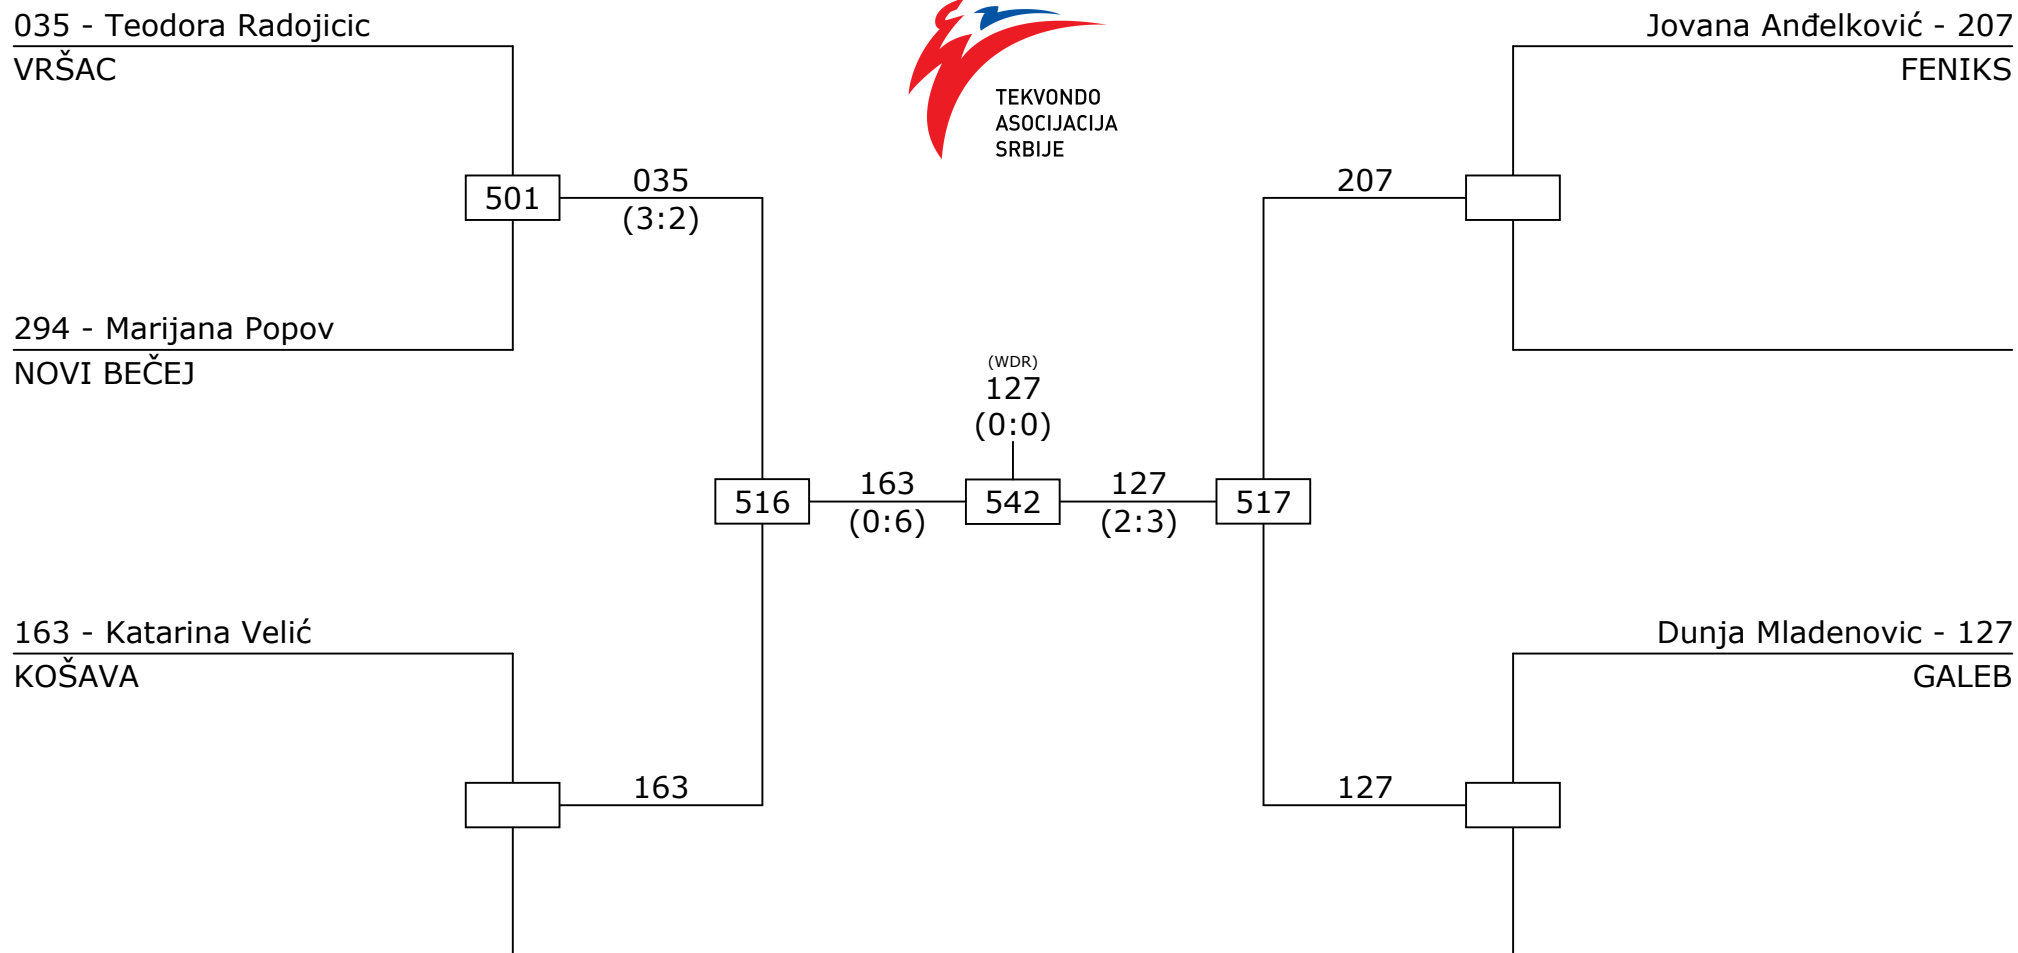 035 - Teodora Radojicic
VRŠAC
TEKVONDO
ASOCIJACIJA
SRBIJE
Jovana Anđelković - 207
FENIKS
501
035
(3:2)
207
294 - Marijana Popov
NOVI BEČEJ
(WDR)
127
(0:0)
516
163
(0:6)
542
127
(2:3)
517
163 - Katarina Velić
KOŠAVA
Dunja Mladenovic - 127
GALEB
163
127